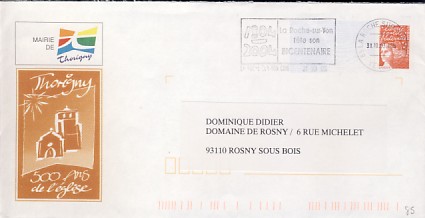 MAIRIE
DE
Thorigny
1804
2004
La Roche-sur-Yon
fête son
BICENTENAIRE
Thorigny
500 ans
de l'église
DOMINIQUE DIDIER
DOMAINE DE ROSNY / 6 RUE MICHELET
93110 ROSNY SOUS BOIS
85